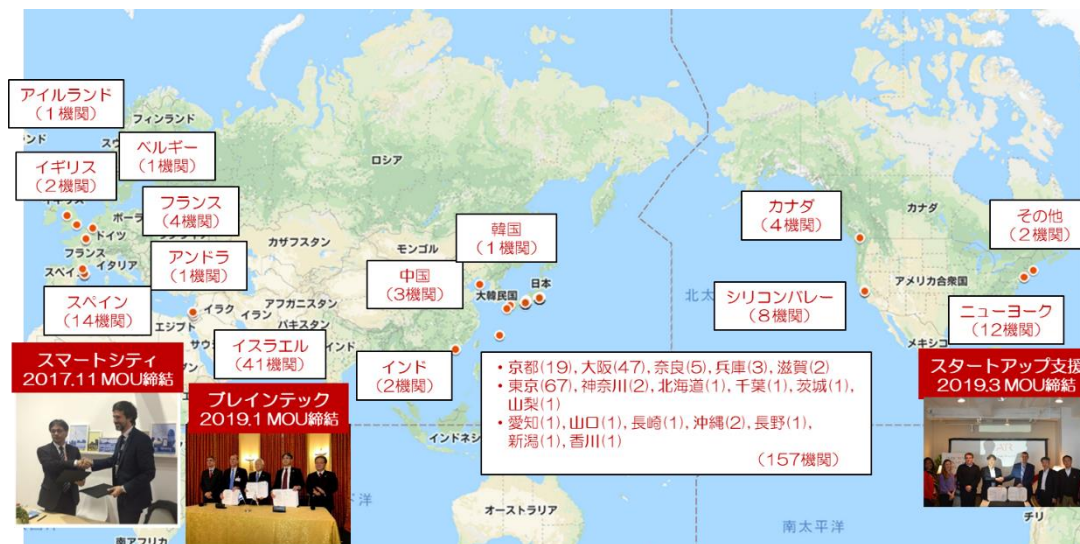 アイルランド
(1機関)
フィンランド
ベルギー
(1機関)
イギリス
(2機関)
フランス
(4機関)
ドイツ
フランス
イタリア
アンドラ
(1機関)
スペイン
(14機関)
エジプト
イラク
イラン
アフガニスタン
パキスタン
カザフスタン
モンゴル
ロシア
イスラエル
(41機関)
韓国
(1機関)
中国
(3機関)
大韓民国
日本
インド
(2機関)
カナダ
(4機関)
カナダ
その他
(2機関)
アメリカ合衆国
シリコンバレー
(8機関)
ニューヨーク
(12機関)
メキシコ
スマートシティ
2017.11 MOU締結
ブレインテック
2019.1 MOU締結
・京都(19), 大阪(47), 奈良(5), 兵庫(3), 滋賀(2)
・東京(67), 神奈川(2), 北海道(1), 千葉(1), 茨城(1),
山梨(1)
・愛知(1), 山口(1), 長崎(1), 沖縄(2), 長野(1),
新潟(1), 香川(1)
(157機関)
スタートアップ支援
2019.3 MOU締結
オーストラリア
南太平洋
チリ
南アフリカ